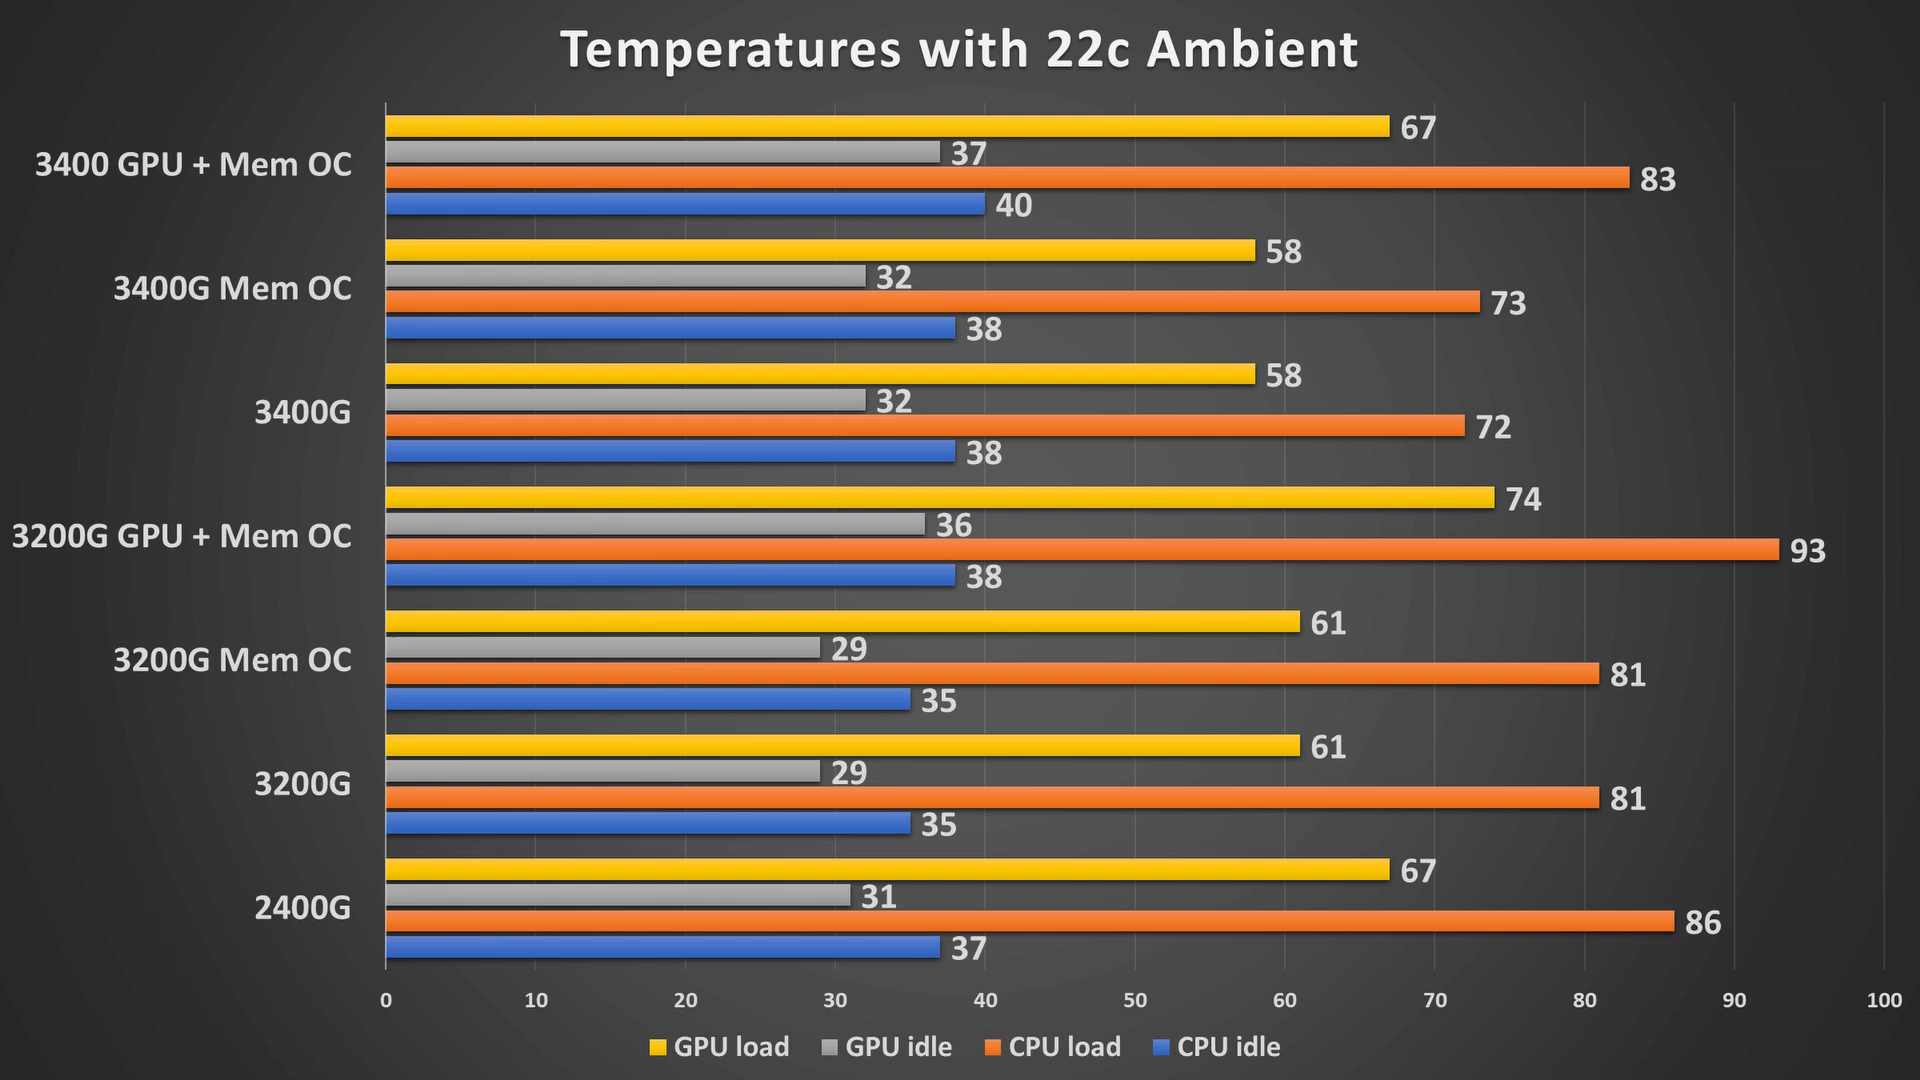 Temperatures with 22c Ambient
3400 GPU + Mem OC
67
37
83
40
3400G Mem OC
58
32
73
38
3400G
58
32
72
38
3200G GPU + Mem OC
74
36
93
38
3200G Mem OC
61
29
81
35
3200G
61
29
81
35
2400G
67
31
86
37
0 10 20 30 40 50 60 70 80 90 100
GPU load GPU idle CPU load CPU idle